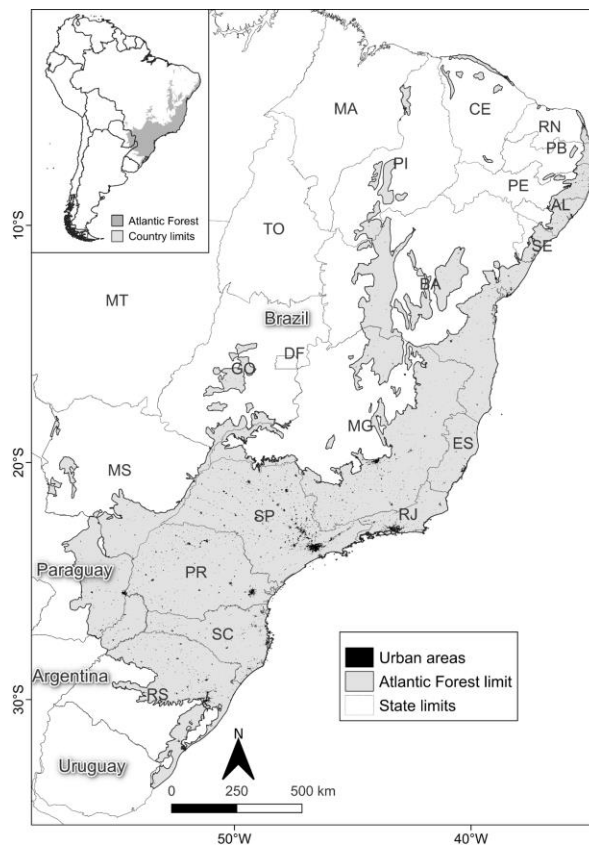 Atlantic Forest
Country limits
MA
CE
RN
PB
PI
PE
AL
SE
10°S
TO
BA
MT
Brazil
DF
GO
MG
ES
20°S
MS
SP
RJ
Paraguay
PR
SC
Urban areas
Atlantic Forest limit
State limits
Argentina
RS
30°S
Uruguay
N
0 250 500 km
50°W 40°W